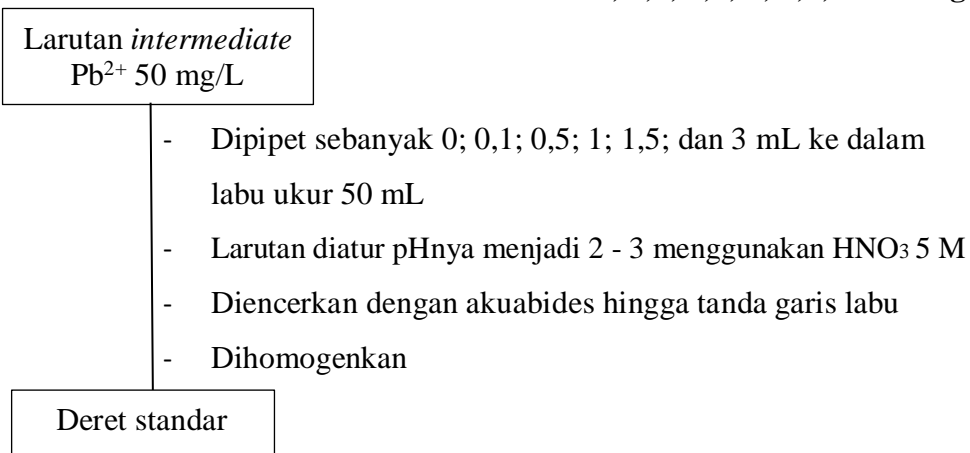 Larutan intermediate
Pb²⁺ 50 mg/L
- Dipipet sebanyak 0; 0,1; 0,5; 1; 1,5; dan 3 mL ke dalam
labu ukur 50 mL
- Larutan diatur pHnya menjadi 2 - 3 menggunakan HNO₃ 5 M
- Diencerkan dengan akuabides hingga tanda garis labu
- Dihomogenkan
Deret standar